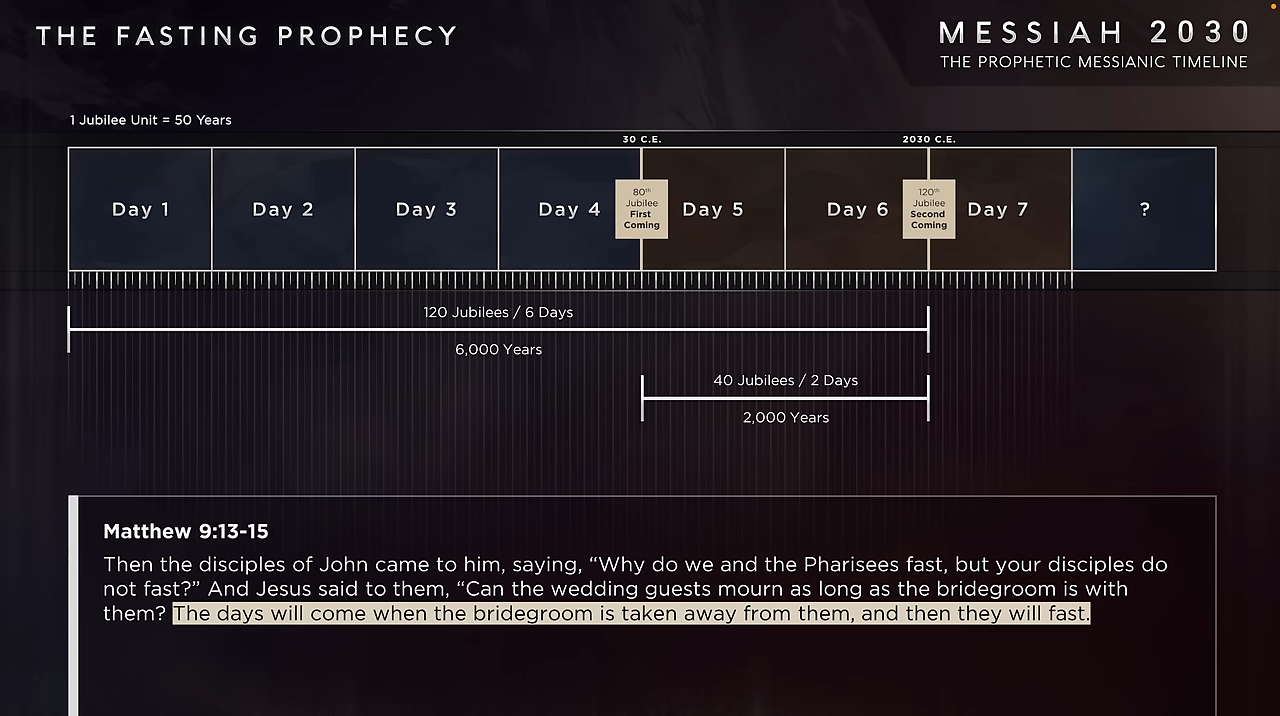 THE FASTING PROPHECY
MESSIAH 2030
THE PROPHETIC MESSIANIC TIMELINE
1 Jubilee Unit = 50 Years
30 C.E.
2030 C.E.
Day 1
Day 2
Day 3
Day 4
80th
Jubilee
First
Coming
Day 5
Day 6
120th
Jubilee
Second
Coming
Day 7
?
120 Jubilees / 6 Days
6,000 Years
40 Jubilees / 2 Days
2,000 Years
Matthew 9:13-15
Then the disciples of John came to him, saying, “Why do we and the Pharisees fast, but your disciples do
not fast?” And Jesus said to them, “Can the wedding guests mourn as long as the bridegroom is with
them? The days will come when the bridegroom is taken away from them, and then they will fast.